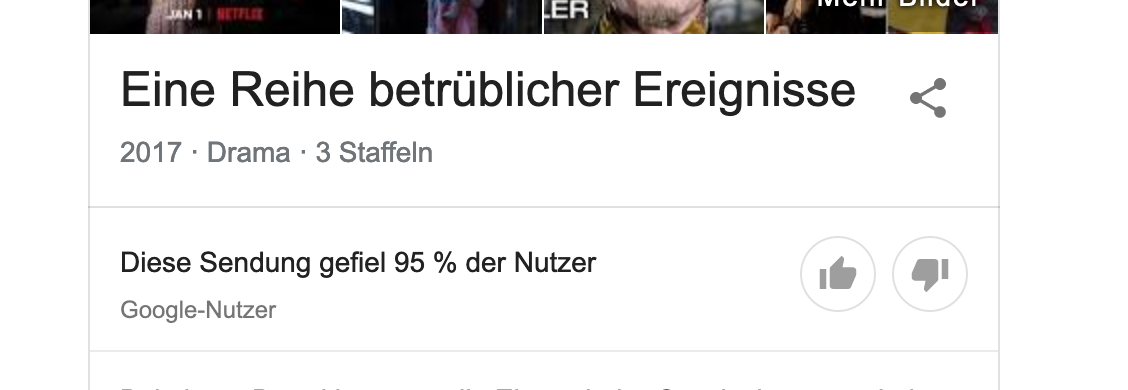 JAN 1 | NETFLIX
LER
Mehr Bilder
Eine Reihe betrüblicher Ereignisse
2017 · Drama · 3 Staffeln
Diese Sendung gefiel 95 % der Nutzer
Google-Nutzer